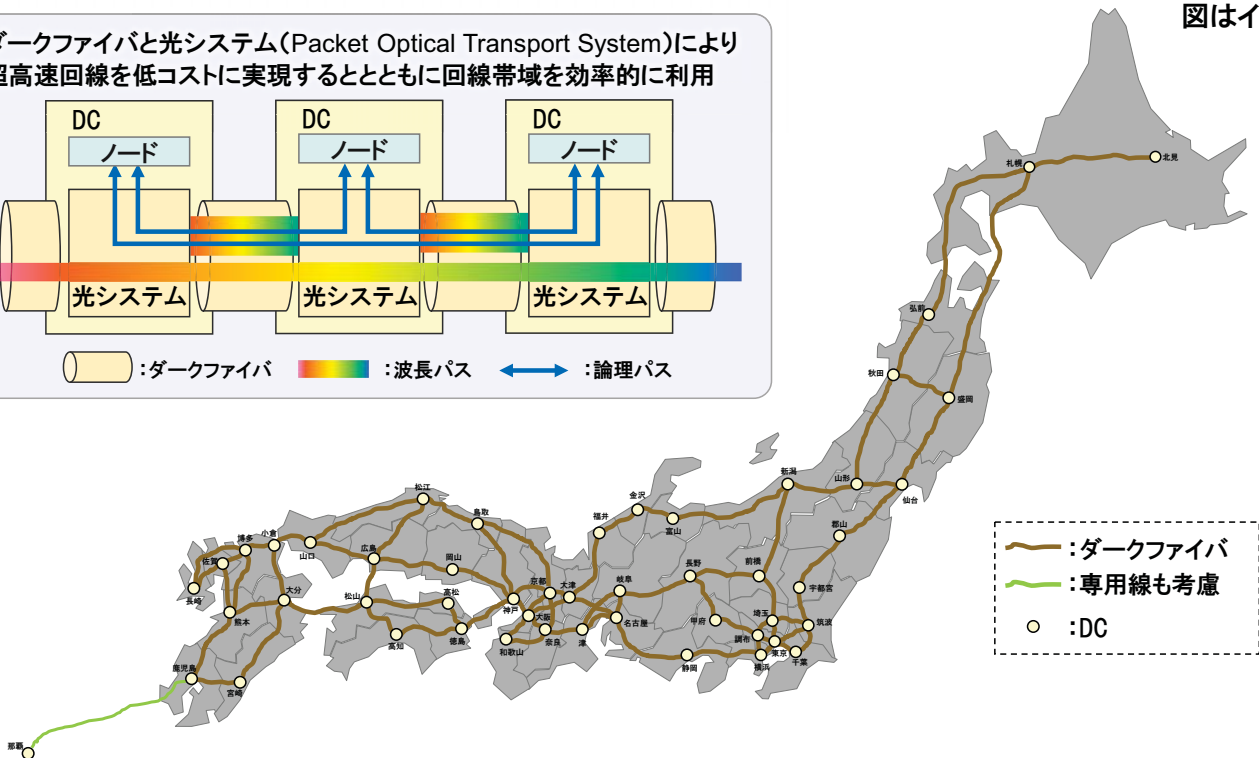 図はイ
ダークファイバと光システム(Packet Optical Transport System)により
超高速回線を低コストに実現するとともに回線帯域を効率的に利用
DC
DC
DC
ノード
ノード
ノード
光システム
光システム
光システム
:ダークファイバ
:波長パス
:論理パス
札幌
北見
弘前
秋田
盛岡
新潟
山形
仙台
金沢
富山
福井
郡山
松江
鳥取
小倉
博多
佐賀
山口
広島
岡山
長野
前橋
宇都宮
長崎
大分
京都
大津
岐阜
松山
高松
神戸
大阪
名古屋
甲府
埼玉
筑波
熊本
高知
徳島
和歌山
奈良
津
調布
東京
静岡
横浜
千葉
鹿児島
宮崎
那覇
:ダークファイバ
:専用線も考慮
:DC